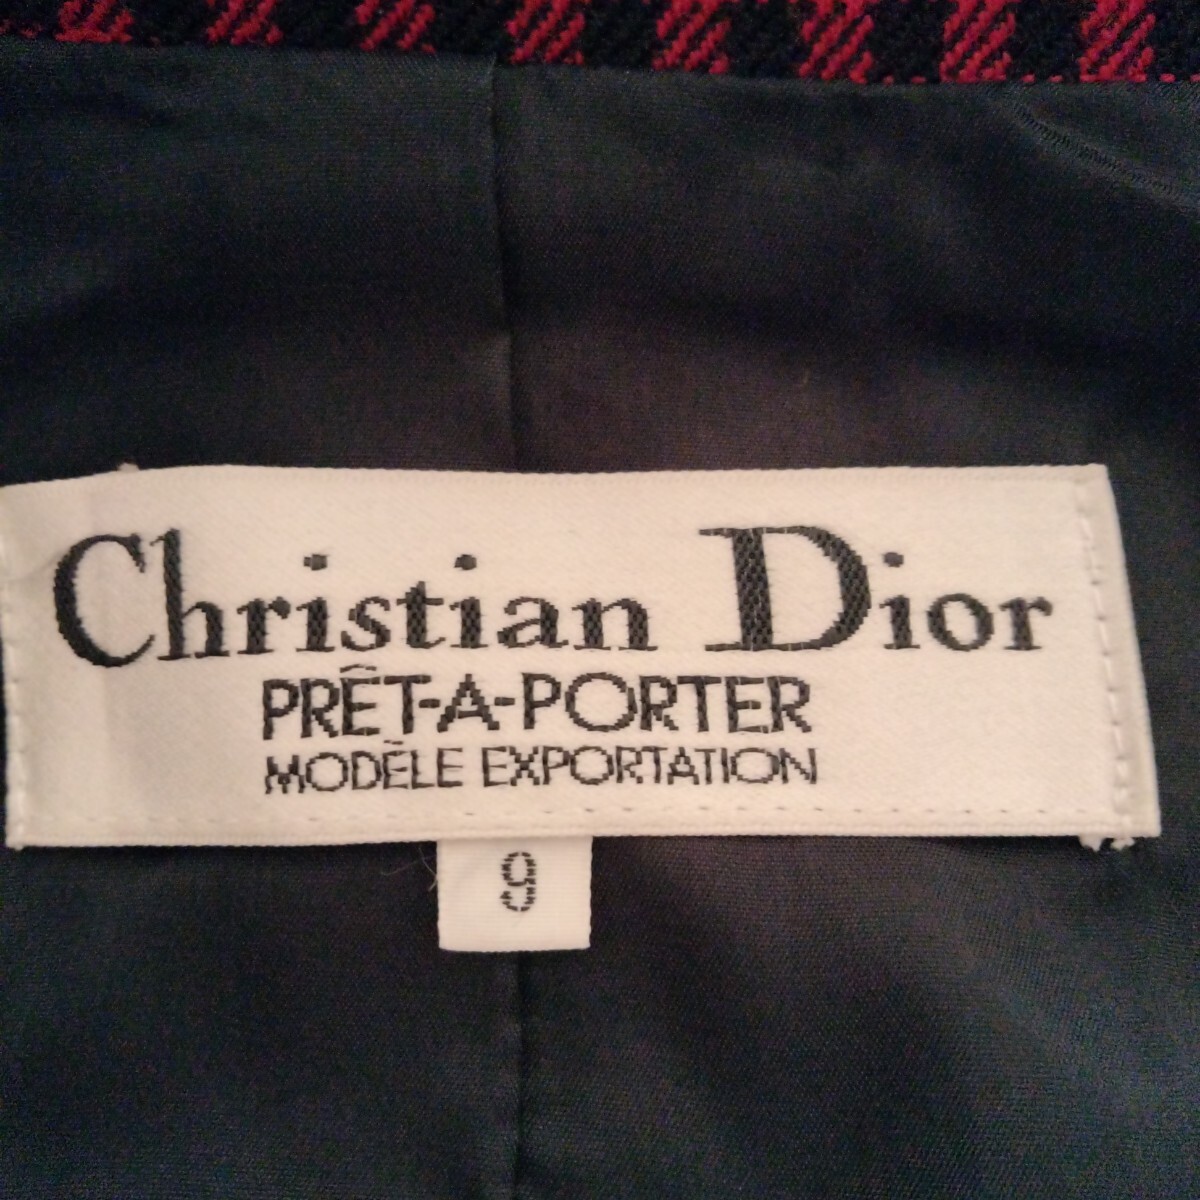 Christian Dior
PRÊT-A-PORTER
MODÈLE EXPORTATION
9